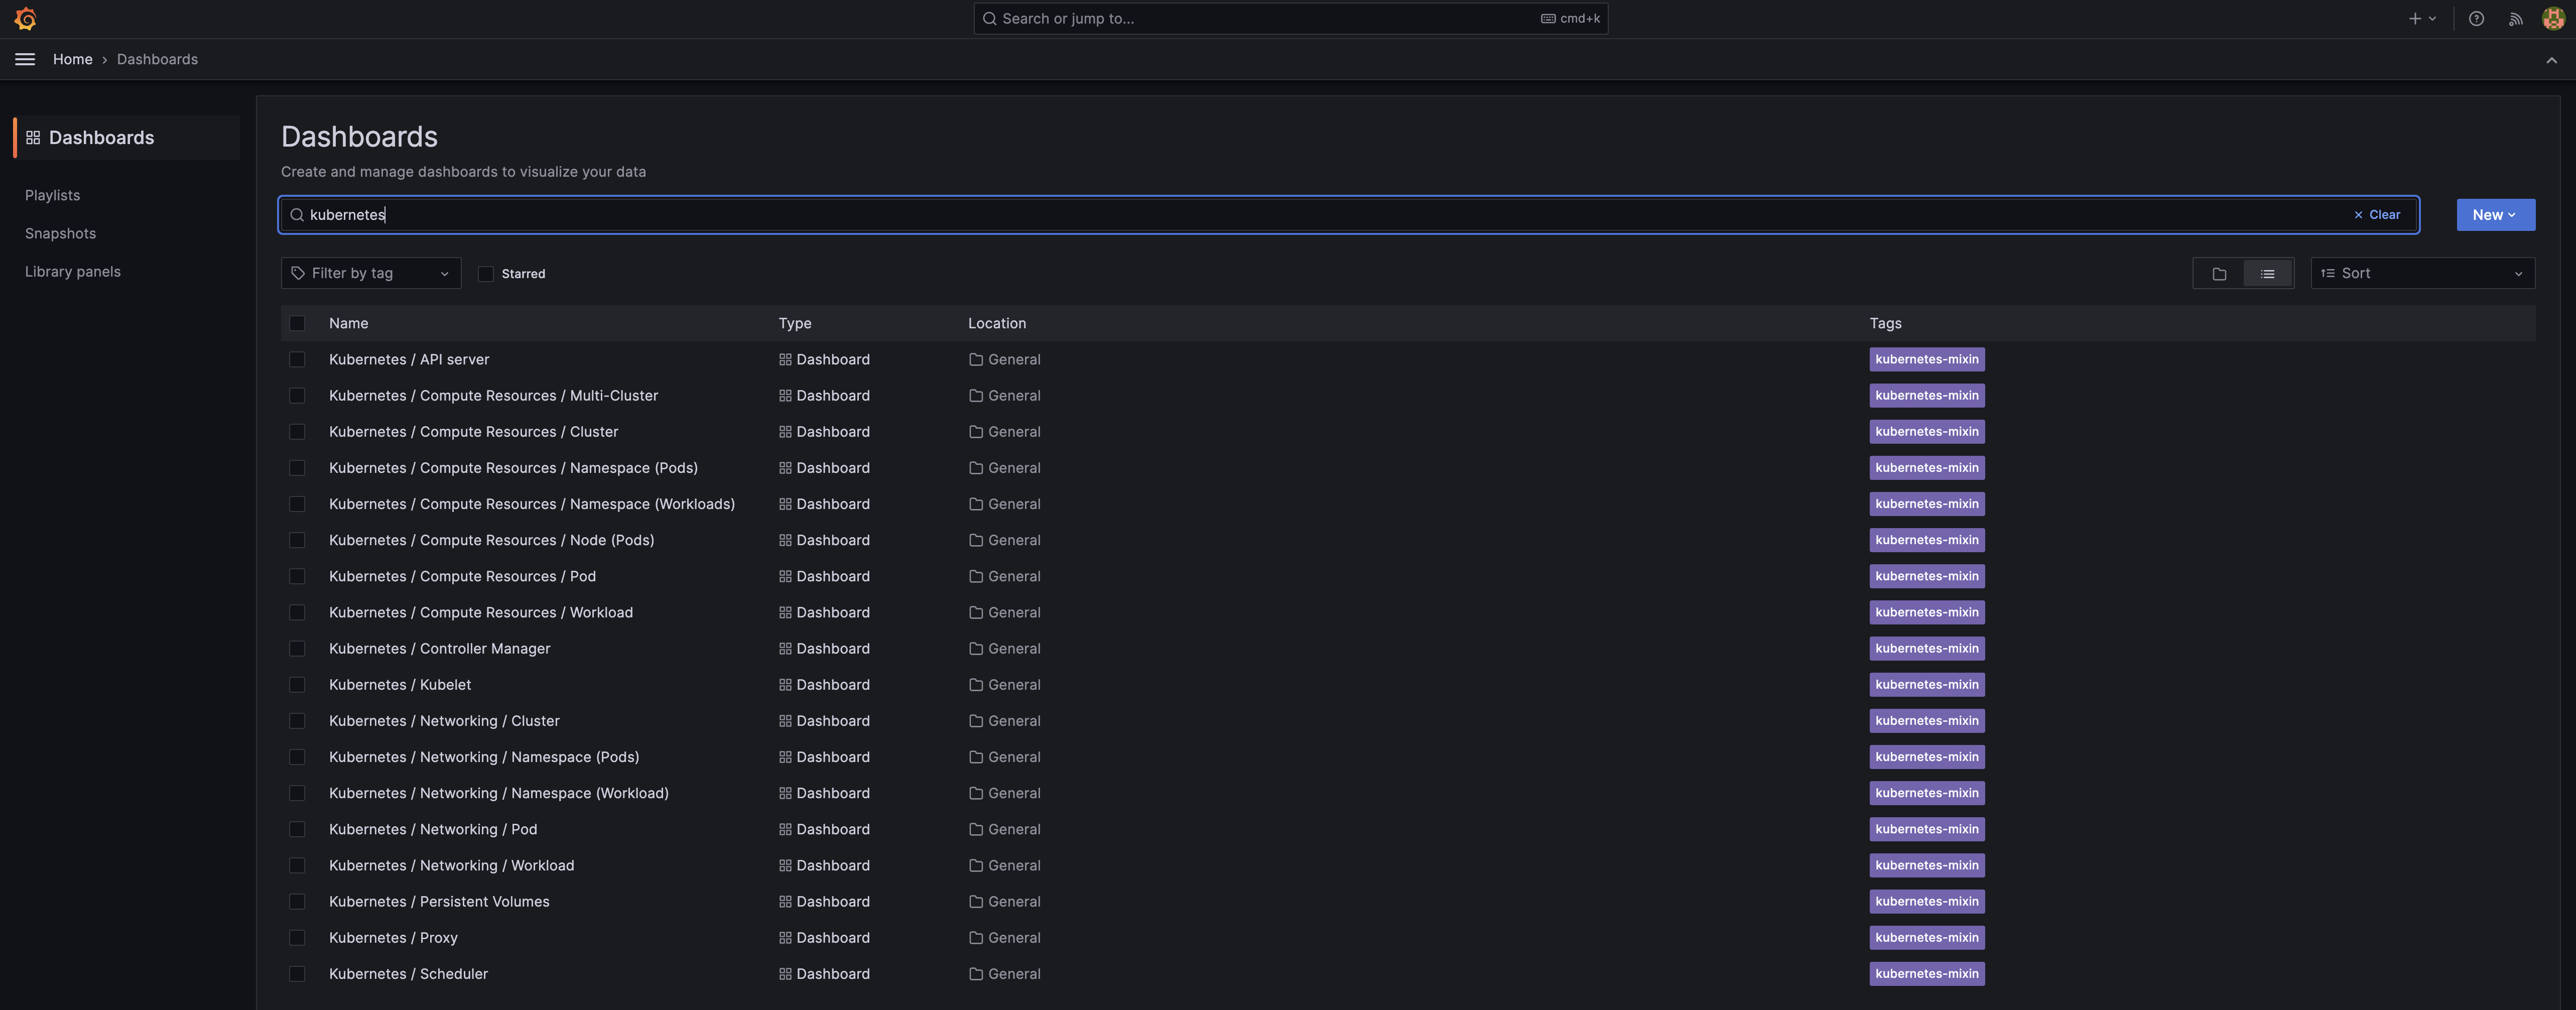 Search or jump to... cmd+k
Home › Dashboards
Dashboards
Playlists
Snapshots
Library panels
Dashboards
Create and manage dashboards to visualize your data
kubernetes × Clear New
Filter by tag Starred Sort
Name Type Location Tags
Kubernetes / API server Dashboard General kubernetes-mixin
Kubernetes / Compute Resources / Multi-Cluster Dashboard General kubernetes-mixin
Kubernetes / Compute Resources / Cluster Dashboard General kubernetes-mixin
Kubernetes / Compute Resources / Namespace (Pods) Dashboard General kubernetes-mixin
Kubernetes / Compute Resources / Namespace (Workloads) Dashboard General kubernetes-mixin
Kubernetes / Compute Resources / Node (Pods) Dashboard General kubernetes-mixin
Kubernetes / Compute Resources / Pod Dashboard General kubernetes-mixin
Kubernetes / Compute Resources / Workload Dashboard General kubernetes-mixin
Kubernetes / Controller Manager Dashboard General kubernetes-mixin
Kubernetes / Kubelet Dashboard General kubernetes-mixin
Kubernetes / Networking / Cluster Dashboard General kubernetes-mixin
Kubernetes / Networking / Namespace (Pods) Dashboard General kubernetes-mixin
Kubernetes / Networking / Namespace (Workload) Dashboard General kubernetes-mixin
Kubernetes / Networking / Pod Dashboard General kubernetes-mixin
Kubernetes / Networking / Workload Dashboard General kubernetes-mixin
Kubernetes / Persistent Volumes Dashboard General kubernetes-mixin
Kubernetes / Proxy Dashboard General kubernetes-mixin
Kubernetes / Scheduler Dashboard General kubernetes-mixin